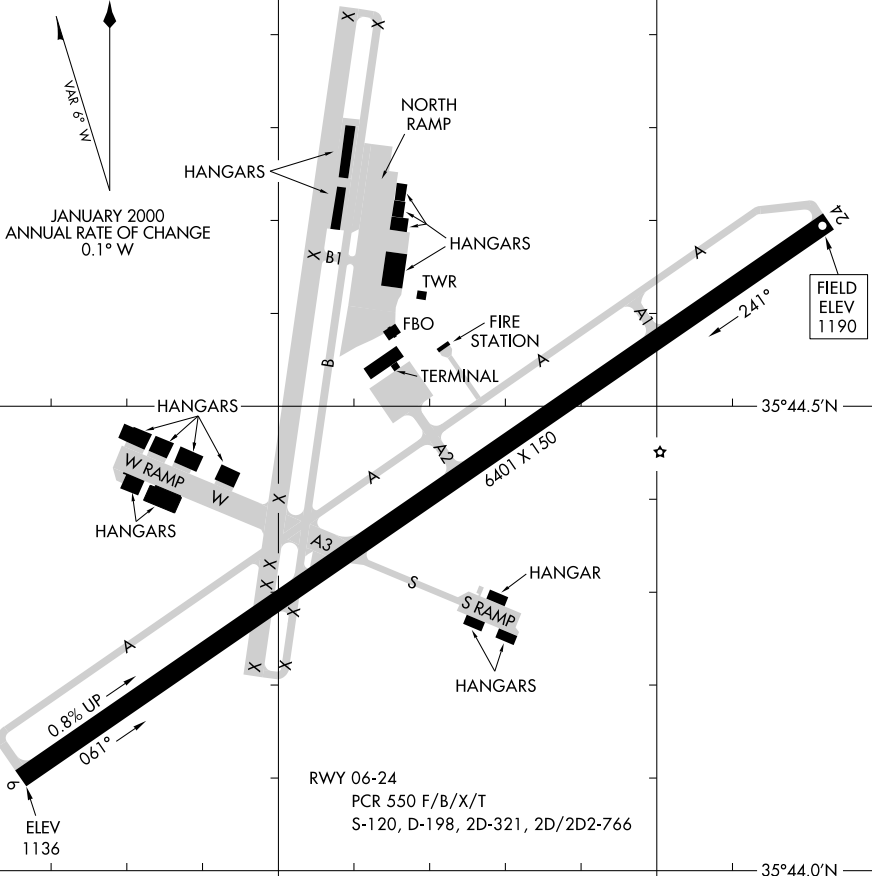 X
X
NORTH
RAMP
VAR 6° W
HANGARS
JANUARY 2000
ANNUAL RATE OF CHANGE
0.1° W
24
HANGARS
X
B1
A
TWR
FIELD
ELEV
1190
A1
241°
FBO
FIRE
STATION
B
A
TERMINAL
HANGARS
35°44.5'N
A2
6401 X 150
W RAMP
A
W
X
HANGARS
A3
X
HANGAR
X
S
S RAMP
X
A
X
X
HANGARS
0.8% UP
061°
RWY 06-24
6
PCR 550 F/B/X/T
S-120, D-198, 2D-321, 2D/2D2-766
ELEV
1136
35°44.0'N